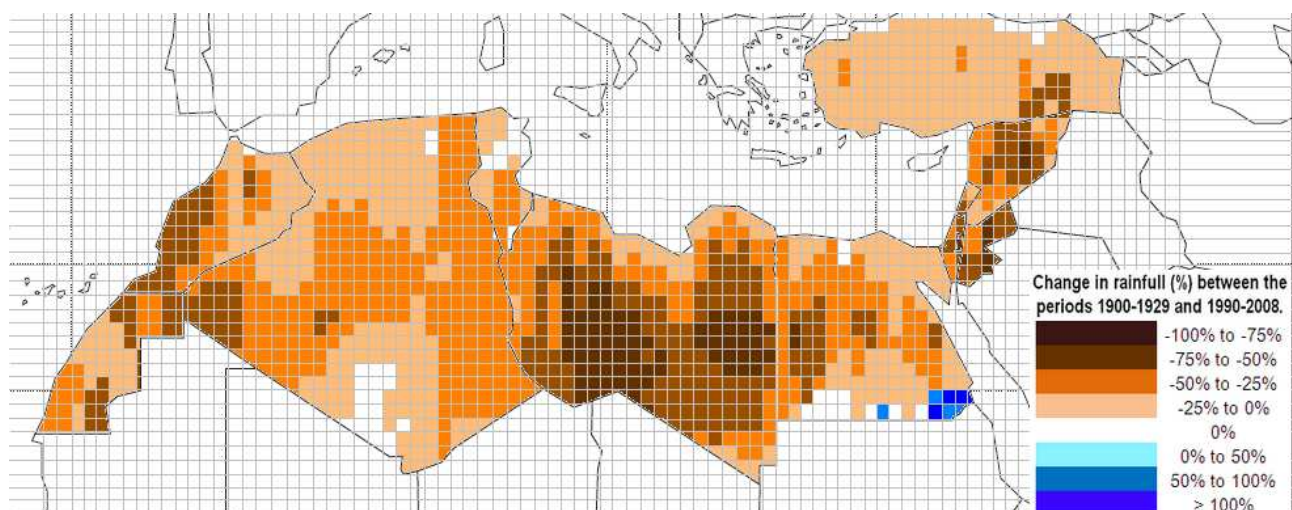 Change in rainfall (%) between the
periods 1900-1929 and 1990-2008.
-100% to -75%
-75% to -50%
-50% to -25%
-25% to 0%
0%
0% to 50%
50% to 100%
> 100%